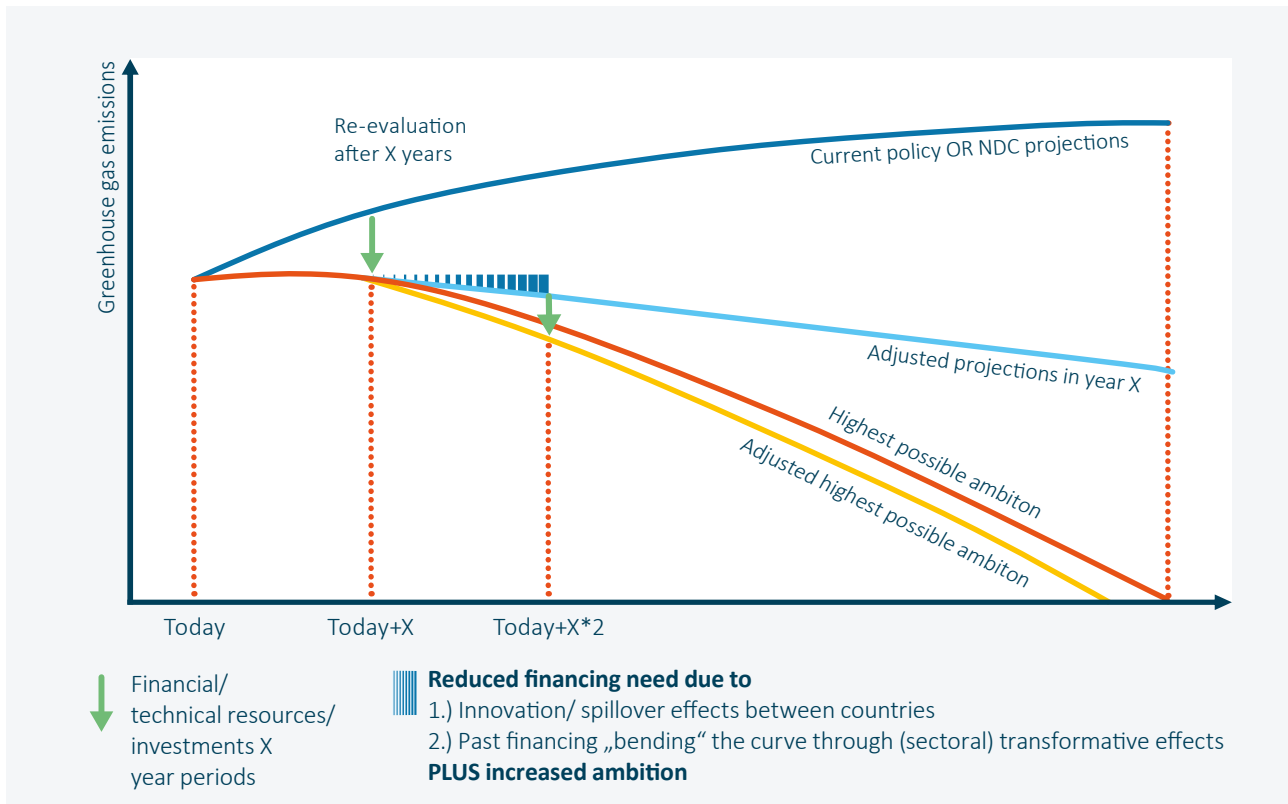 Greenhouse gas emissions
Re-evaluation
after X years
Current policy OR NDC projections
Adjusted projections in year X
Highest possible ambiton
Adjusted highest possible ambiton
Today
Today+X
Today+X*2
Financial/
technical resources/
investments X
year periods
Reduced financing need due to
1.) Innovation/ spillover effects between countries
2.) Past financing „bending“ the curve through (sectoral) transformative effects
PLUS increased ambition